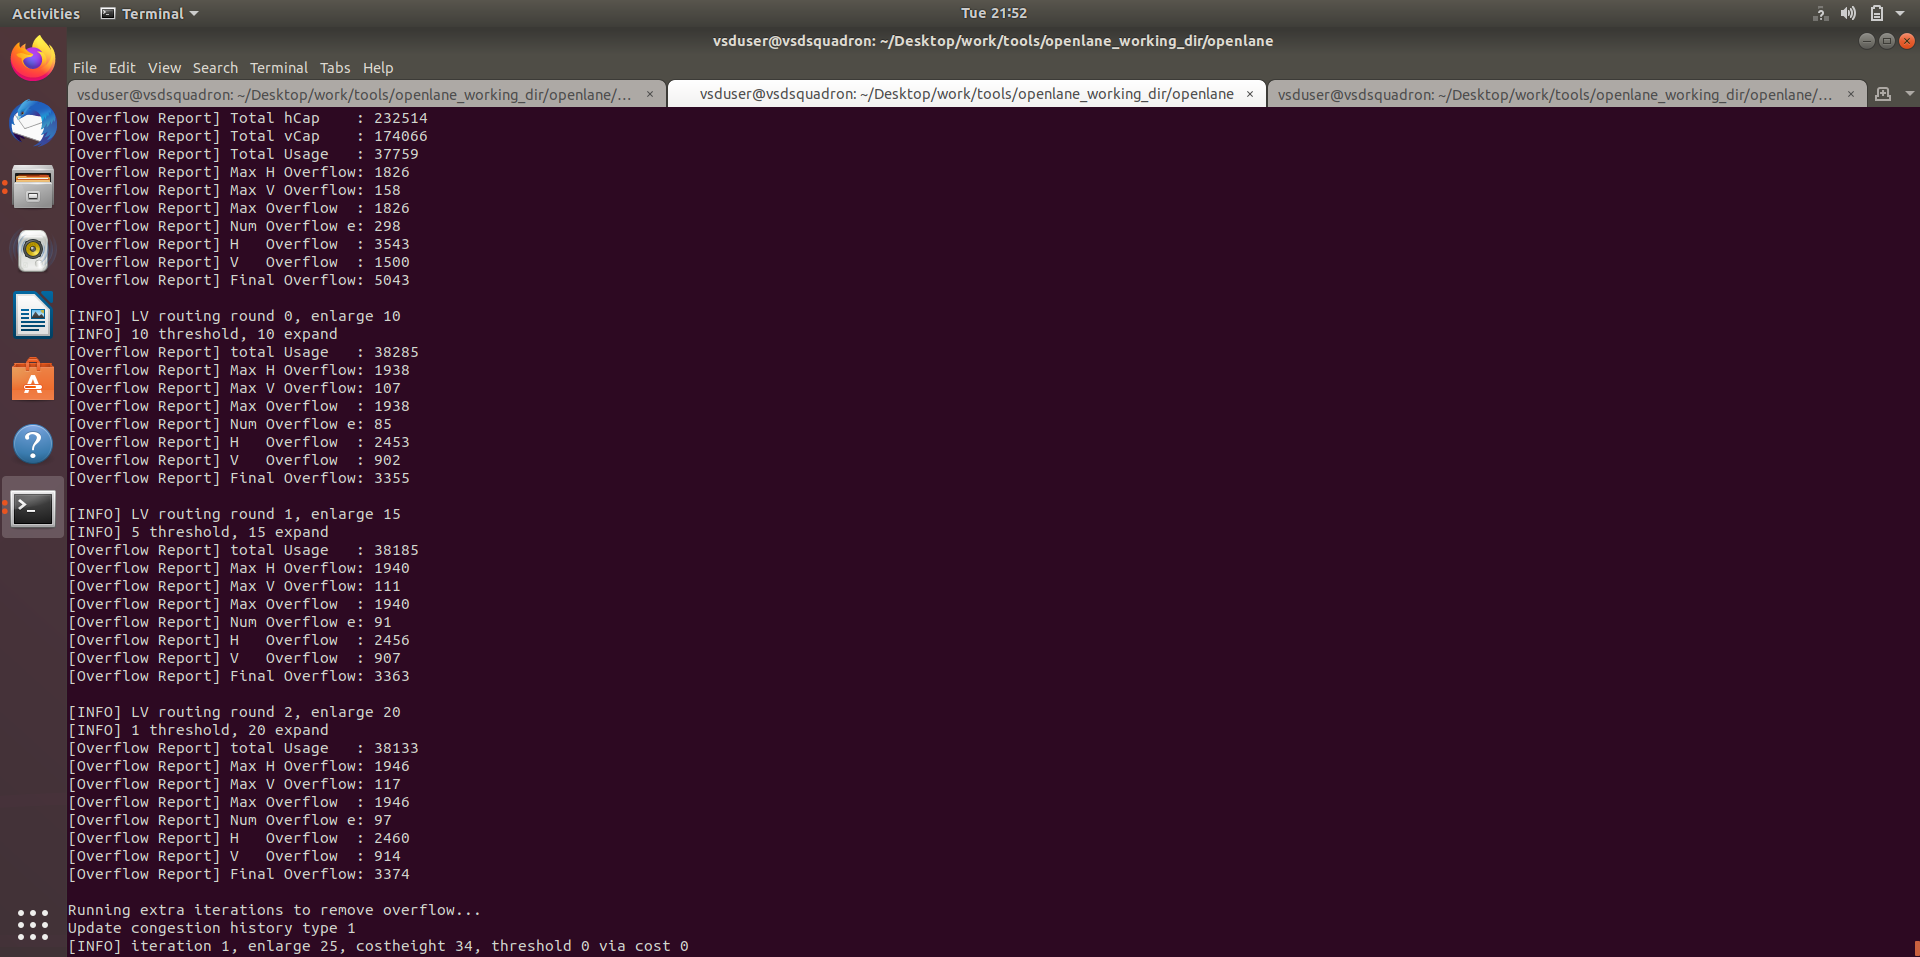 Activities
Terminal
Tue 21:52
vsduser@vsdsquadron: ~/Desktop/work/tools/openlane_working_dir/openlane
File Edit View Search Terminal Tabs Help
vsduser@vsdsquadron: ~/Desktop/work/tools/openlane_working_dir/openlane/... ×
vsduser@vsdsquadron: ~/Desktop/work/tools/openlane_working_dir/openlane ×
vsduser@vsdsquadron: ~/Desktop/work/tools/openlane_working_dir/openlane/... ×
[Overflow Report] Total hCap    : 232514
[Overflow Report] Total vCap    : 174066
[Overflow Report] Total Usage   : 37759
[Overflow Report] Max H Overflow: 1826
[Overflow Report] Max V Overflow: 158
[Overflow Report] Max Overflow  : 1826
[Overflow Report] Num Overflow e: 298
[Overflow Report] H   Overflow  : 3543
[Overflow Report] V   Overflow  : 1500
[Overflow Report] Final Overflow: 5043
[INFO] LV routing round 0, enlarge 10
[INFO] 10 threshold, 10 expand
[Overflow Report] total Usage   : 38285
[Overflow Report] Max H Overflow: 1938
[Overflow Report] Max V Overflow: 107
[Overflow Report] Max Overflow  : 1938
[Overflow Report] Num Overflow e: 85
[Overflow Report] H   Overflow  : 2453
[Overflow Report] V   Overflow  : 902
[Overflow Report] Final Overflow: 3355
[INFO] LV routing round 1, enlarge 15
[INFO] 5 threshold, 15 expand
[Overflow Report] total Usage   : 38185
[Overflow Report] Max H Overflow: 1940
[Overflow Report] Max V Overflow: 111
[Overflow Report] Max Overflow  : 1940
[Overflow Report] Num Overflow e: 91
[Overflow Report] H   Overflow  : 2456
[Overflow Report] V   Overflow  : 907
[Overflow Report] Final Overflow: 3363
[INFO] LV routing round 2, enlarge 20
[INFO] 1 threshold, 20 expand
[Overflow Report] total Usage   : 38133
[Overflow Report] Max H Overflow: 1946
[Overflow Report] Max V Overflow: 117
[Overflow Report] Max Overflow  : 1946
[Overflow Report] Num Overflow e: 97
[Overflow Report] H   Overflow  : 2460
[Overflow Report] V   Overflow  : 914
[Overflow Report] Final Overflow: 3374
Running extra iterations to remove overflow...
Update congestion history type 1
[INFO] iteration 1, enlarge 25, costheight 34, threshold 0 via cost 0